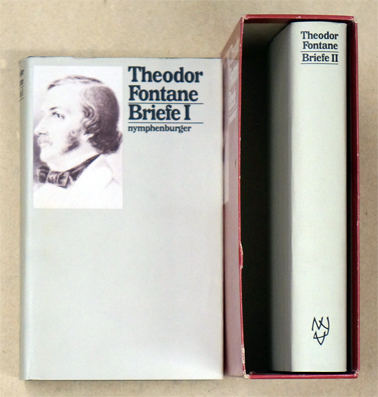 Theodor
Fontane
Briefe I
nymphenburger
Theodor
Fontane
Briefe II